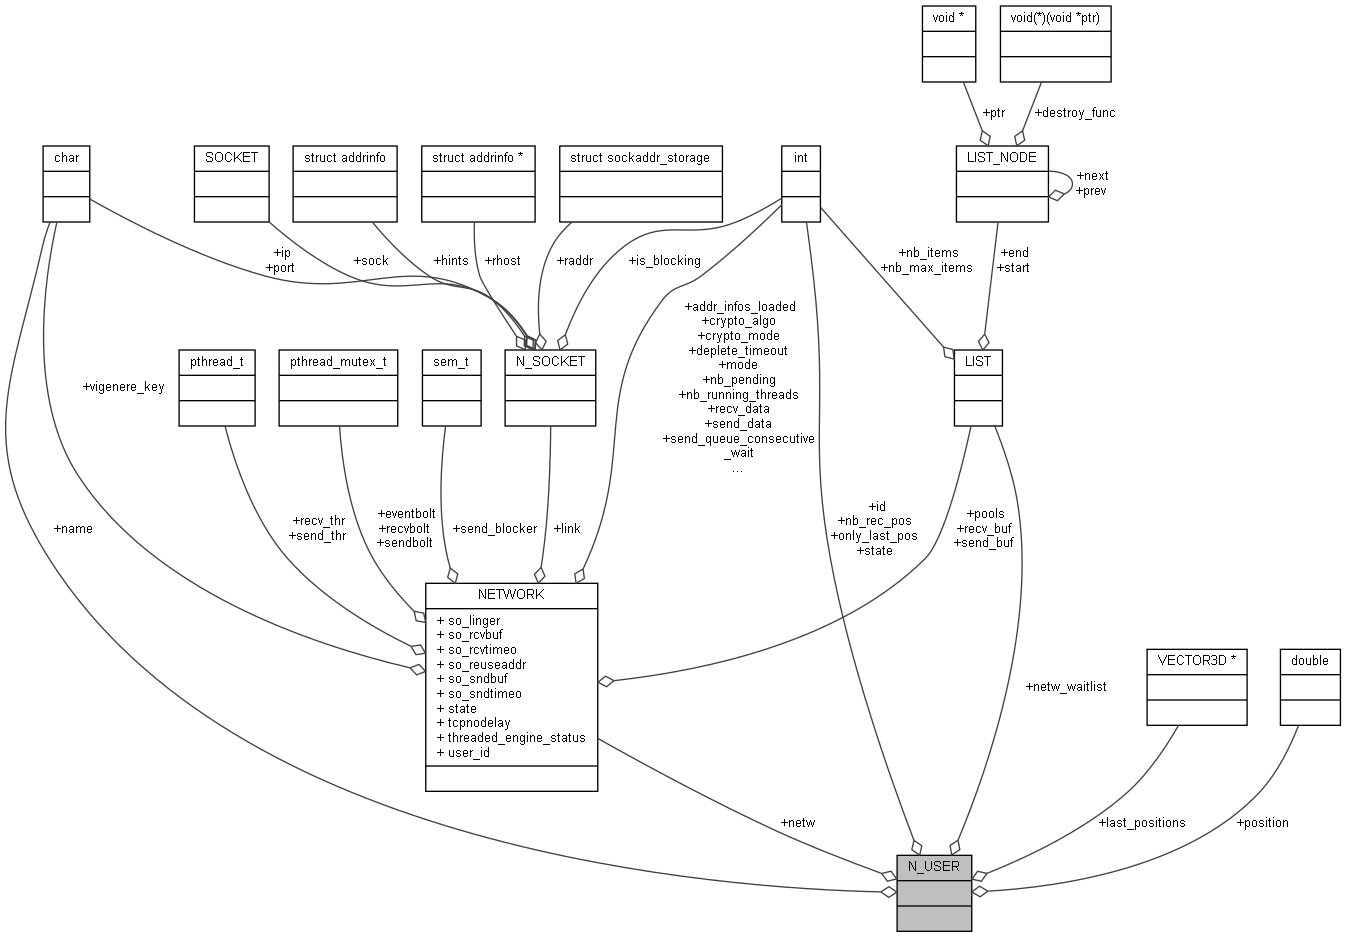 void *
void(*)(void *ptr)
+ptr
+destroy_func
char
SOCKET
struct addrinfo
struct addrinfo *
struct sockaddr_storage
int
LIST_NODE
+next
+prev
+ip
+port
+sock
+hints
+rhost
+raddr
+is_blocking
+nb_items
+nb_max_items
+end
+start
+addr_infos_loaded
+crypto_algo
+crypto_mode
+deplete_timeout
+mode
+nb_pending
+nb_running_threads
+recv_data
+send_data
+send_queue_consecutive
_wait
...
+vigenere_key
pthread_t
pthread_mutex_t
sem_t
N_SOCKET
LIST
+name
+recv_thr
+send_thr
+eventbolt
+recvbolt
+sendbolt
+send_blocker
+link
+id
+nb_rec_pos
+only_last_pos
+state
+pools
+recv_buf
+send_buf
NETWORK
+ so_linger
+ so_rcvbuf
+ so_rcvtimeo
+ so_reuseaddr
+ so_sndbuf
+ so_sndtimeo
+ state
+ tcpnodelay
+ threaded_engine_status
+ user_id
+netw_waitlist
VECTOR3D *
double
+netw
+last_positions
+position
N_USER